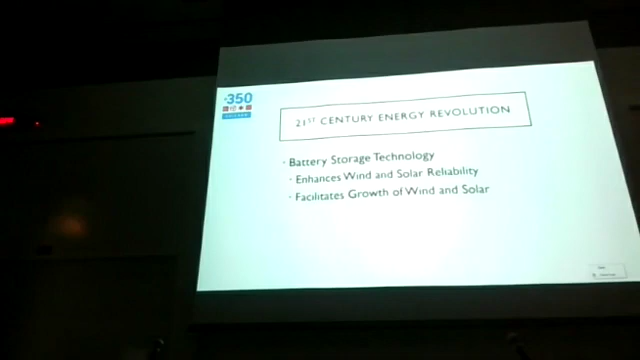 350
21ST CENTURY ENERGY REVOLUTION
· Battery Storage Technology
· Enhances Wind and Solar Reliability
· Facilitates Growth of Wind and Solar